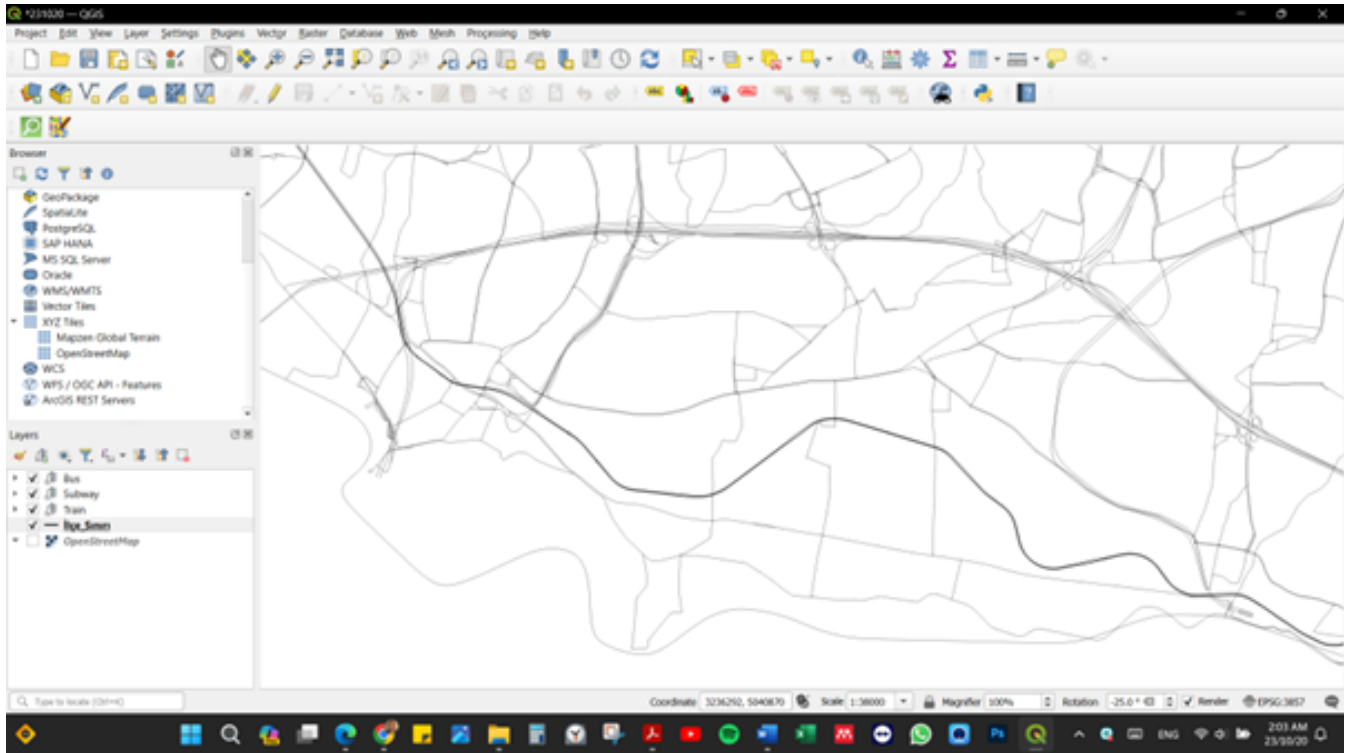 *231020 — QGIS
Project Edit View Layer Settings Plugins Vector Raster Database Web Mesh Processing Help
Browser
GeoPackage
SpatiaLite
PostgreSQL
SAP HANA
MS SQL Server
Oracle
WMS/WMTS
Vector Tiles
XYZ Tiles
Mapzen Global Terrain
OpenStreetMap
WCS
WFS / OGC API - Features
ArcGIS REST Servers
Layers
Bus
Subway
Train
OpenStreetMap
Type to locate (Ctrl+K) Coordinate 3236292, 5040870 Scale 1:38000 Magnifier 100% Rotation -25.0 ° Render EPSG:3857
ENG 2:03 AM
23/10/20